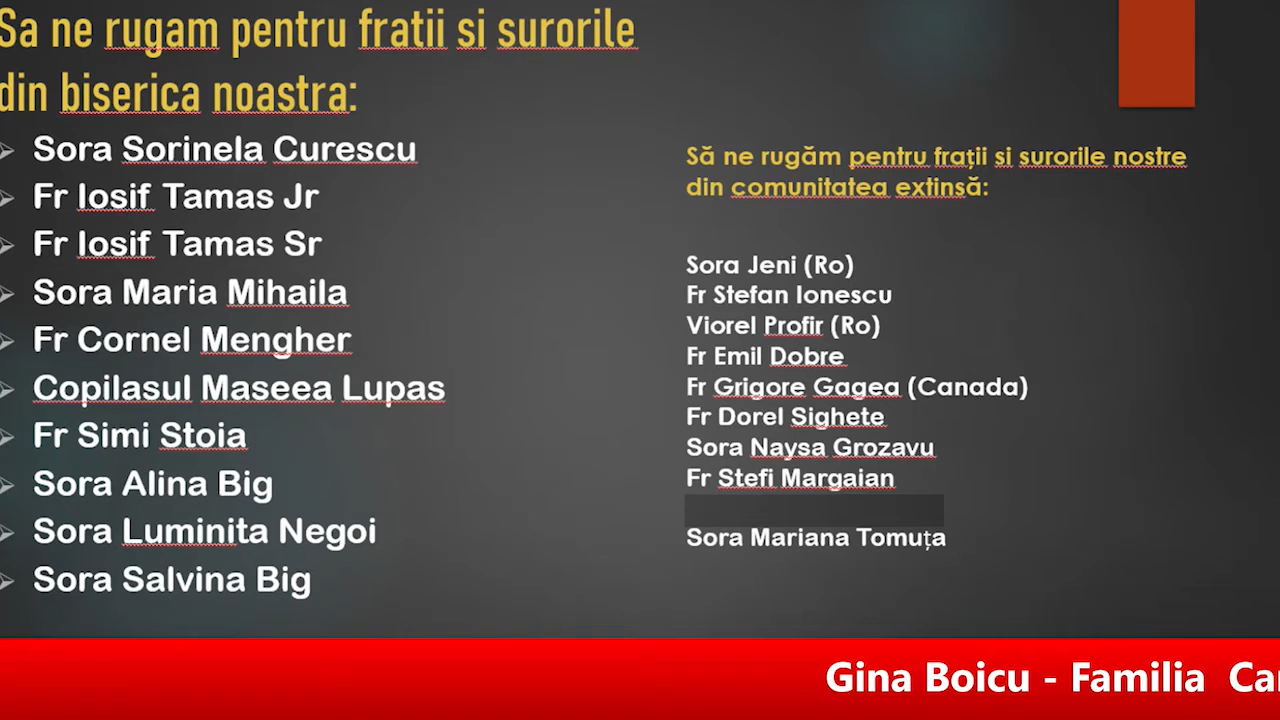 Sa ne rugam pentru fratii si surorile
din biserica noastra:
Sora Sorinela Curescu
Fr Iosif Tamas Jr
Fr Iosif Tamas Sr
Sora Maria Mihaila
Fr Cornel Mengher
Copilasul Maseea Lupas
Fr Simi Stoia
Sora Alina Big
Sora Luminita Negoi
Sora Salvina Big
Să ne rugăm pentru frații si surorile nostre
din comunitatea extinsă:
Sora Jeni (Ro)
Fr Stefan Ionescu
Viorel Profir (Ro)
Fr Emil Dobre
Fr Grigore Gagea (Canada)
Fr Dorel Sighete
Sora Naysa Grozavu
Fr Stefi Margaian
Sora Mariana Tomuța
Gina Boicu - Familia